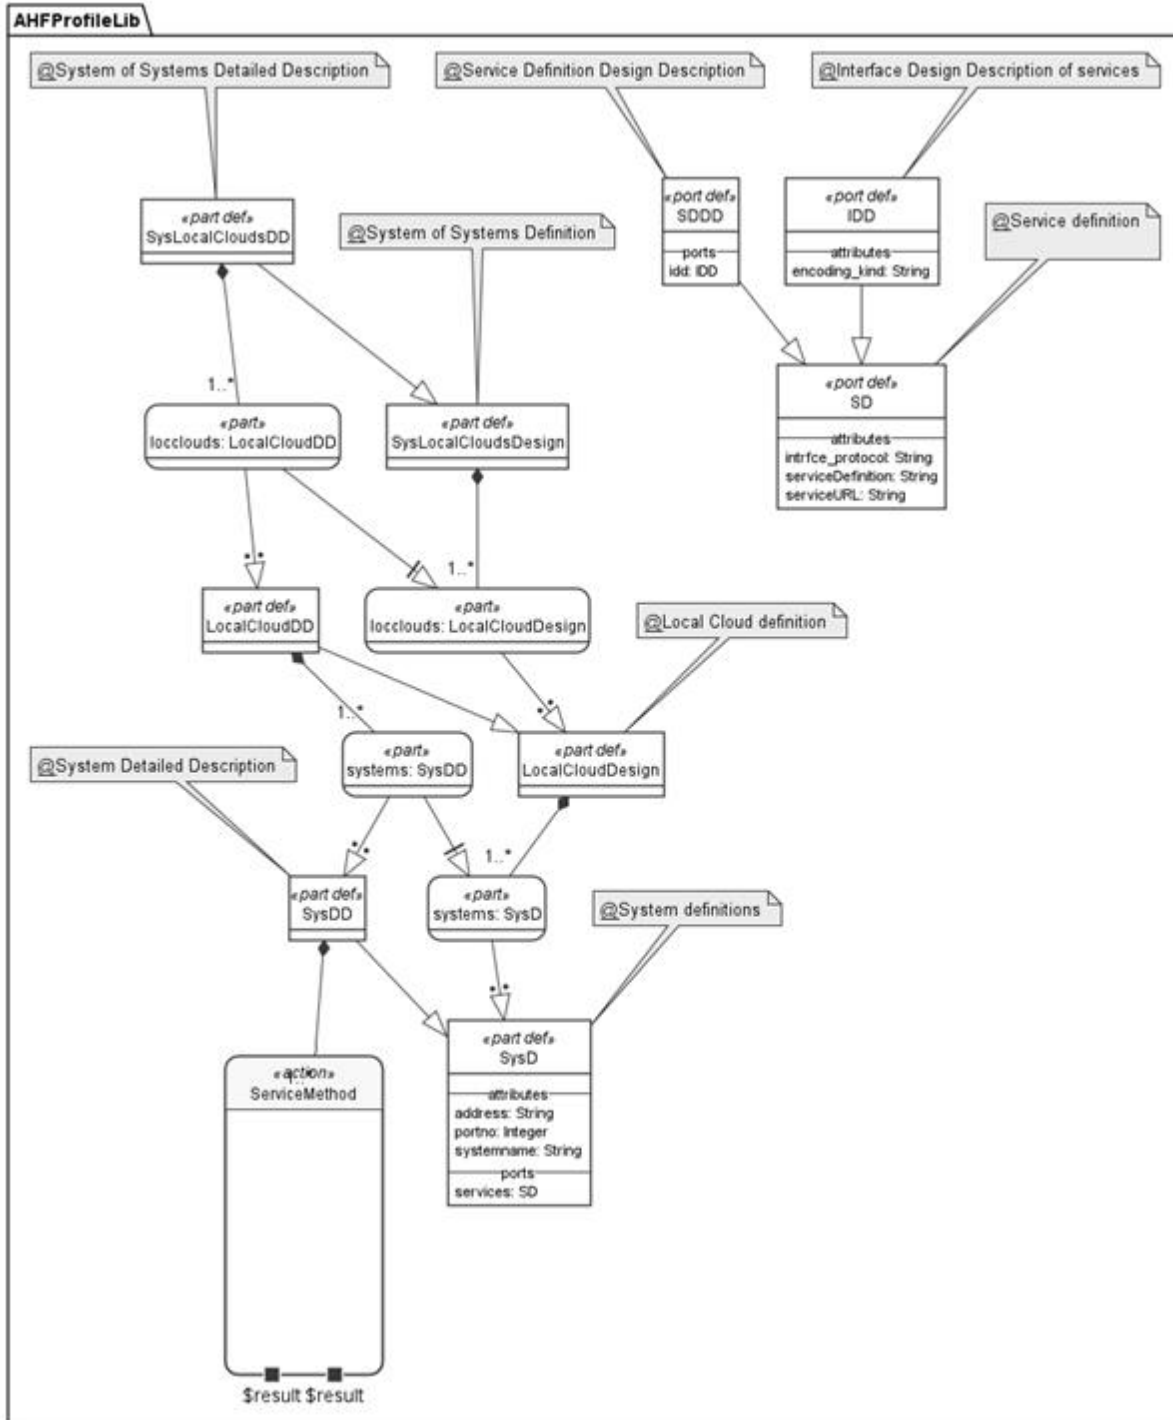 AHFProfileLib
@System of Systems Detailed Description
@Service Definition Design Description
@Interface Design Description of services
«part def»
SysLocalCloudsDD
@System of Systems Definition
«port def»
SDDD
ports
idd: IDD
«port def»
IDD
attributes
encoding_kind: String
@Service definition
1..*
«part»
locclouds: LocalCloudDD
«part def»
SysLocalCloudsDesign
«port def»
SD
attributes
intrfce_protocol: String
serviceDefinition: String
serviceURL: String
1..*
«part def»
LocalCloudDD
«part»
locclouds: LocalCloudDesign
@Local Cloud definition
1..*
@System Detailed Description
«part»
systems: SysDD
«part def»
LocalCloudDesign
1..*
«part def»
SysDD
«part»
systems: SysD
@System definitions
«action»
ServiceMethod
«part def»
SysD
attributes
address: String
portno: Integer
systemname: String
ports
services: SD
$result $result